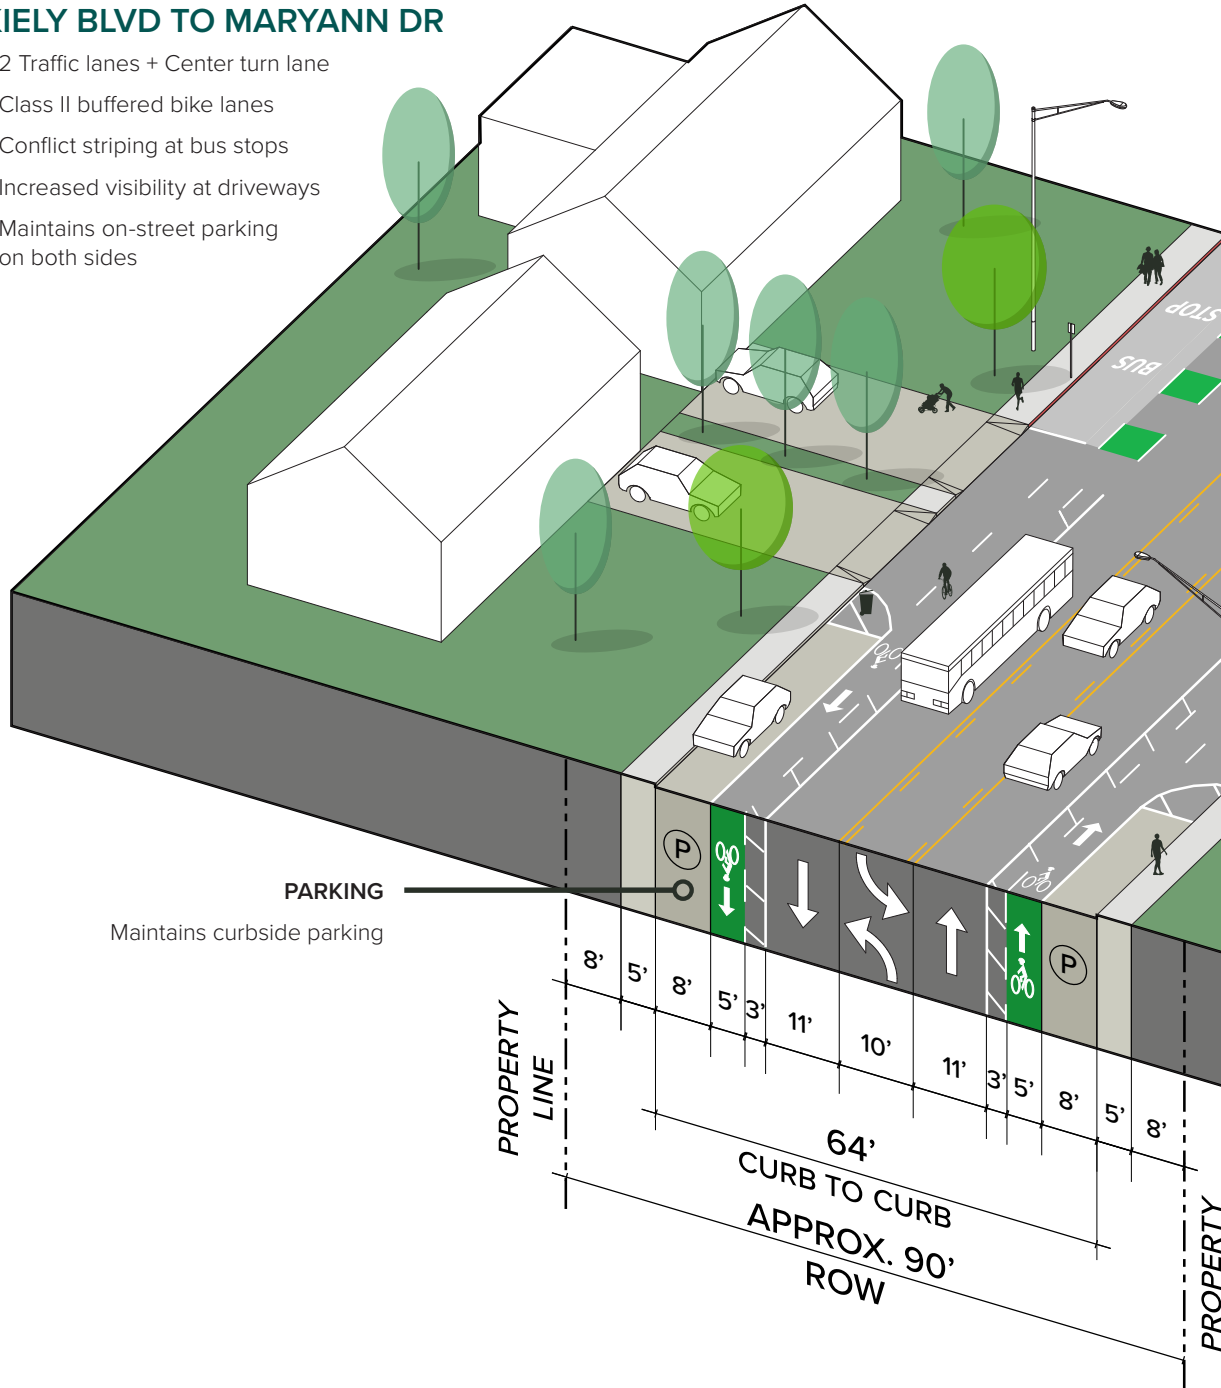 KIELY BLVD TO MARYANN DR
2 Traffic lanes + Center turn lane
Class II buffered bike lanes
Conflict striping at bus stops
Increased visibility at driveways
Maintains on-street parking
on both sides
STOP
BUS
PARKING
Maintains curbside parking
P
P
8’ 5’ 8’ 5’ 3’ 11’ 10’ 11’ 3’ 5’ 8’ 5’ 8’
PROPERTY
LINE
64’
CURB TO CURB
APPROX. 90’
ROW
PROPERTY